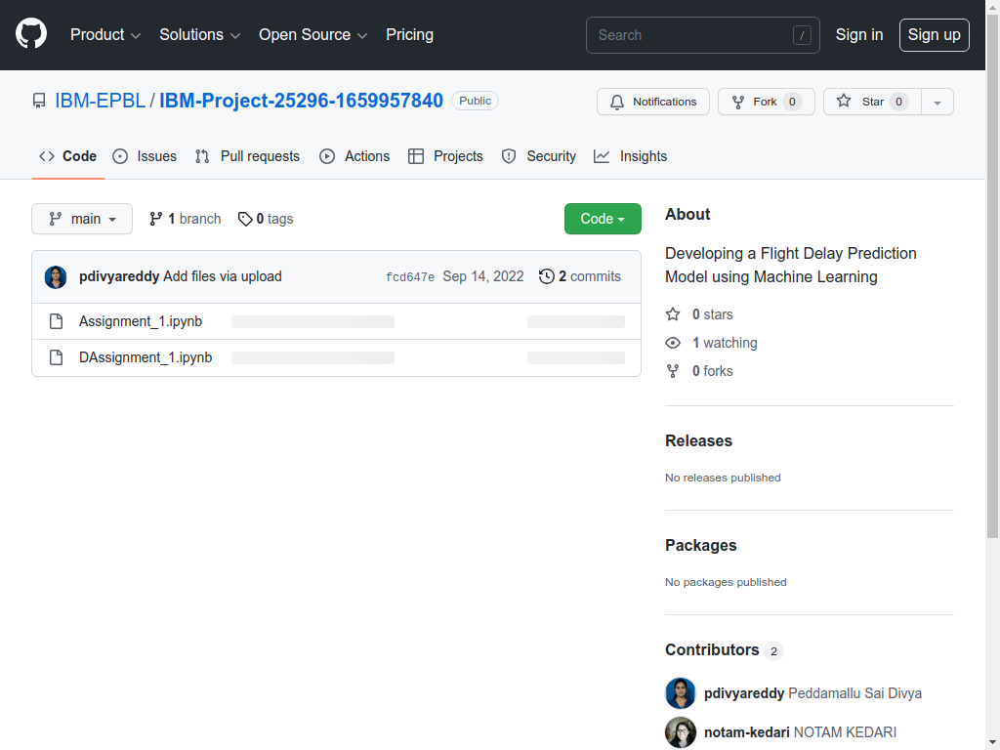 Product Solutions Open Source Pricing Search / Sign in Sign up
IBM-EPBL / IBM-Project-25296-1659957840 Public Notifications Fork 0 Star 0
Code Issues Pull requests Actions Projects Security Insights
main 1 branch 0 tags Code
pdivyareddy Add files via upload fcd647e Sep 14, 2022 2 commits
Assignment_1.ipynb
DAssignment_1.ipynb
About
Developing a Flight Delay Prediction
Model using Machine Learning
0 stars
1 watching
0 forks
Releases
No releases published
Packages
No packages published
Contributors 2
pdivyareddy Peddamallu Sai Divya
notam-kedari NOTAM KEDARI